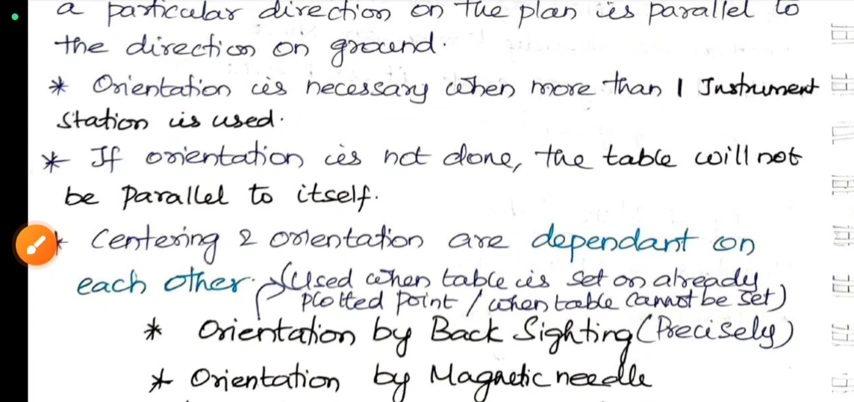 a particular direction on the plan is parallel to
the direction on ground.
* Orientation is necessary when more than 1 Instrument
Station is used.
* If orientation is not done, the table will not
be parallel to itself.
* Centering & orientation are dependant on
each other. (Used when table is set on already
plotted point / when table cannot be set)
* Orientation by Back Sighting (Precisely)
* Orientation by Magnetic needle